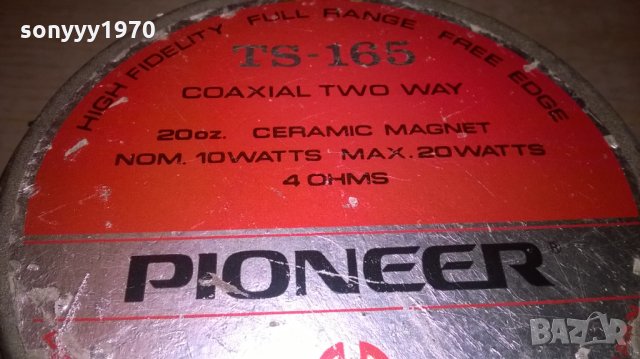 sonyyy1970
HIGH FIDELITY FULL RANGE FREE EDGE
TS-165
COAXIAL TWO WAY
20oz. CERAMIC MAGNET
NOM. 10WATTS MAX. 20WATTS
4 OHMS
PIONEER®
BAZAR